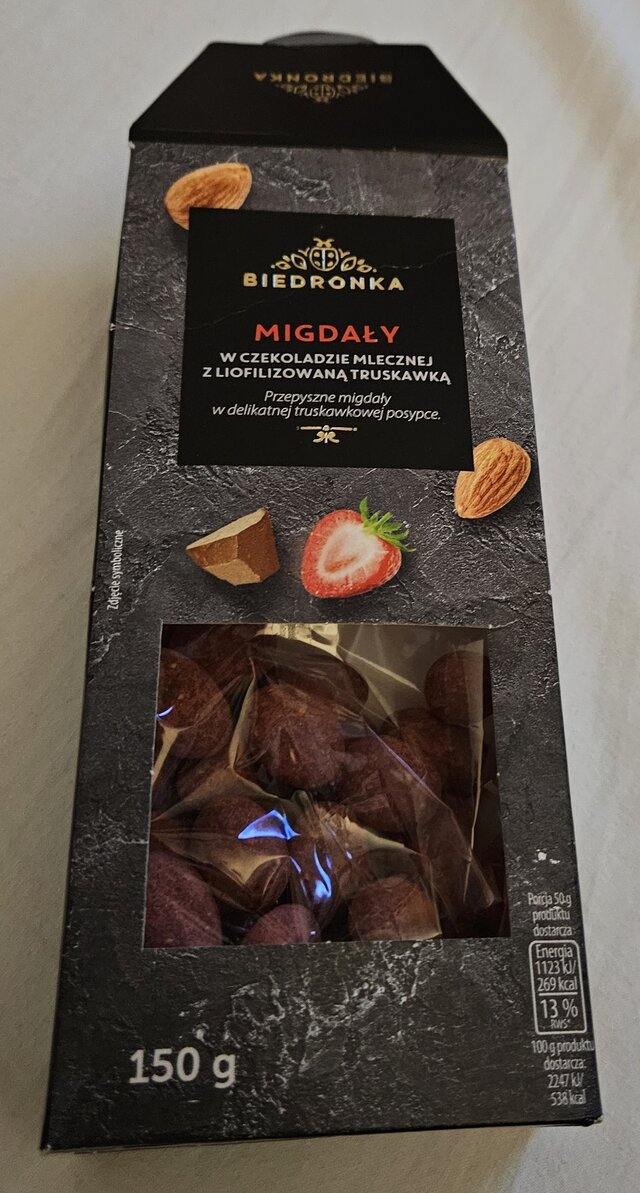 BIEDRONKA
BIEDRONKA
MIGDAŁY
W CZEKOLADZIE MLECZNEJ
Z LIOFILIZOWANĄ TRUSKAWKĄ
Przepyszne migdały
w delikatnej truskawkowej posypce.
Zdjęcie symboliczne
150 g
Porcja 50 g
produktu
dostarcza:
Energia
1123 kJ/
269 kcal
13 %
RWS*
100 g produktu
dostarcza:
2247 kJ/
538 kcal